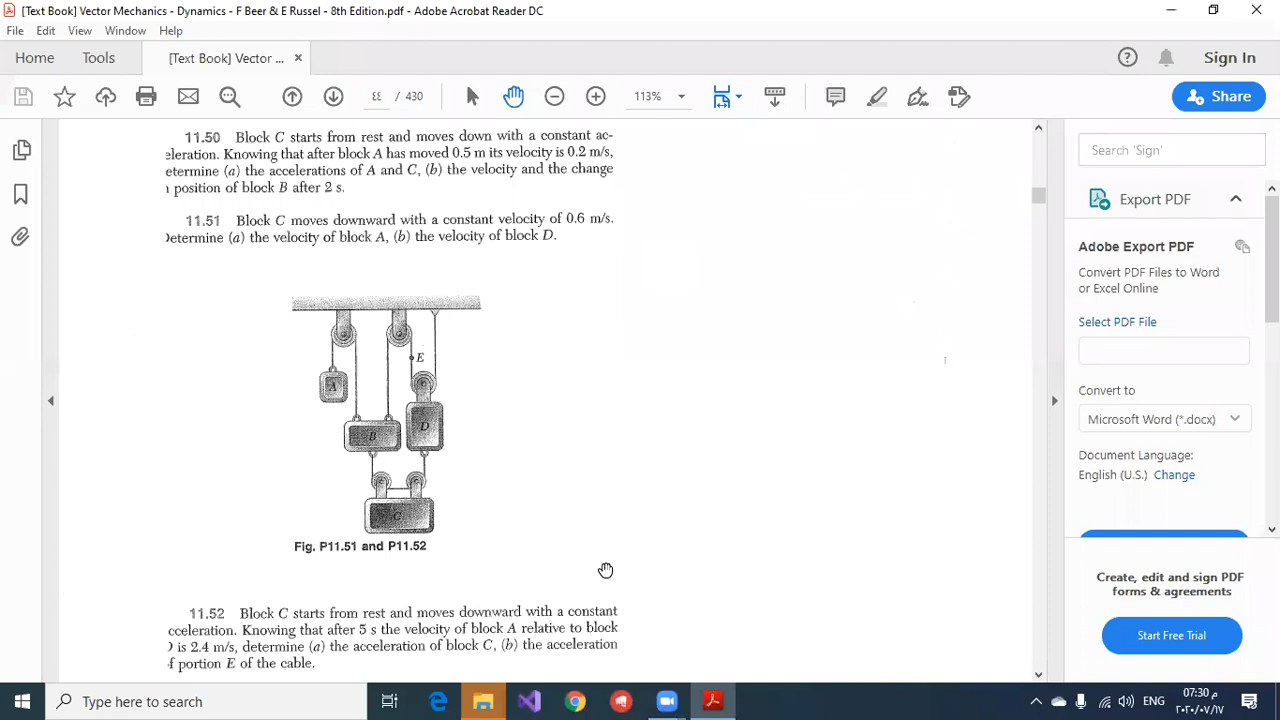 [Text Book] Vector Mechanics - Dynamics - F Beer & E Russel - 8th Edition.pdf - Adobe Acrobat Reader DC
File Edit View Window Help
Home Tools [Text Book] Vector ... × Sign In
/ 430 113% Share
11.50 Block C starts from rest and moves down with a constant ac-
eleration. Knowing that after block A has moved 0.5 m its velocity is 0.2 m/s,
etermine (a) the accelerations of A and C, (b) the velocity and the change
position of block B after 2 s.
11.51 Block C moves downward with a constant velocity of 0.6 m/s.
etermine (a) the velocity of block A, (b) the velocity of block D.
E
A
D
B
C
Fig. P11.51 and P11.52
11.52 Block C starts from rest and moves downward with a constant
cceleration. Knowing that after 5 s the velocity of block A relative to block
is 2.4 m/s, determine (a) the acceleration of block C, (b) the acceleration
f portion E of the cable.
Search 'Sign'
Export PDF
Adobe Export PDF
Convert PDF Files to Word
or Excel Online
Select PDF File
Convert to
Microsoft Word (*.docx)
Document Language:
English (U.S.) Change
Create, edit and sign PDF
forms & agreements
Start Free Trial
Type here to search
ENG
07:30 م